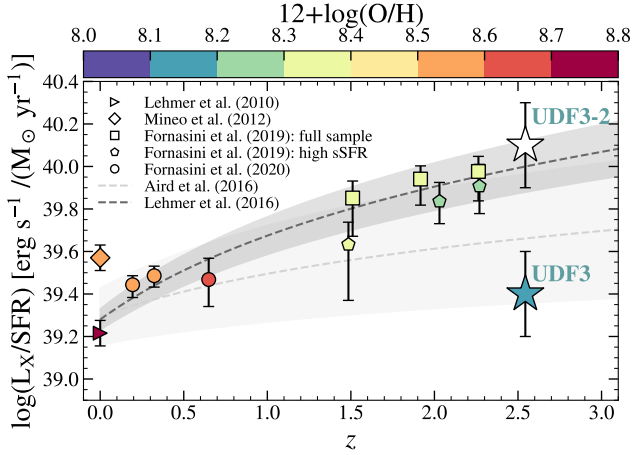 12+log(O/H)
8.0 8.1 8.2 8.3 8.4 8.5 8.6 8.7 8.8
log(L_X/SFR) [erg s⁻¹ /(M_⊙ yr⁻¹)]
40.4
40.2
40.0
39.8
39.6
39.4
39.2
39.0
Lehmer et al. (2010)
Mineo et al. (2012)
Fornasini et al. (2019): full sample
Fornasini et al. (2019): high sSFR
Fornasini et al. (2020)
Aird et al. (2016)
Lehmer et al. (2016)
UDF3-2
UDF3
0.0 0.5 1.0 1.5 2.0 2.5 3.0
z